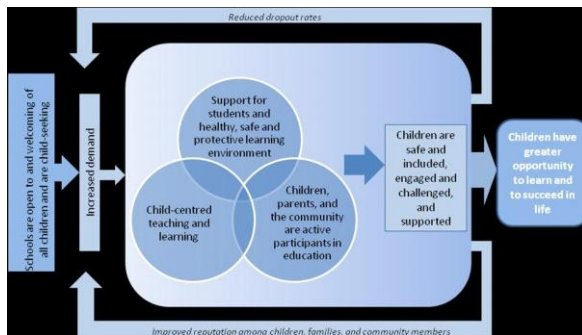 Reduced dropout rates
Schools are open to and welcoming of
all children and are child-seeking
Increased demand
Support for
students and
healthy, safe and
protective learning
environment
Child-centred
teaching and
learning
Children,
parents, and
the community
are active
participants in
education
Children are
safe and
included,
engaged and
challenged,
and
supported
Children have
greater
opportunity
to learn and
to succeed in
life
Improved reputation among children, families, and community members